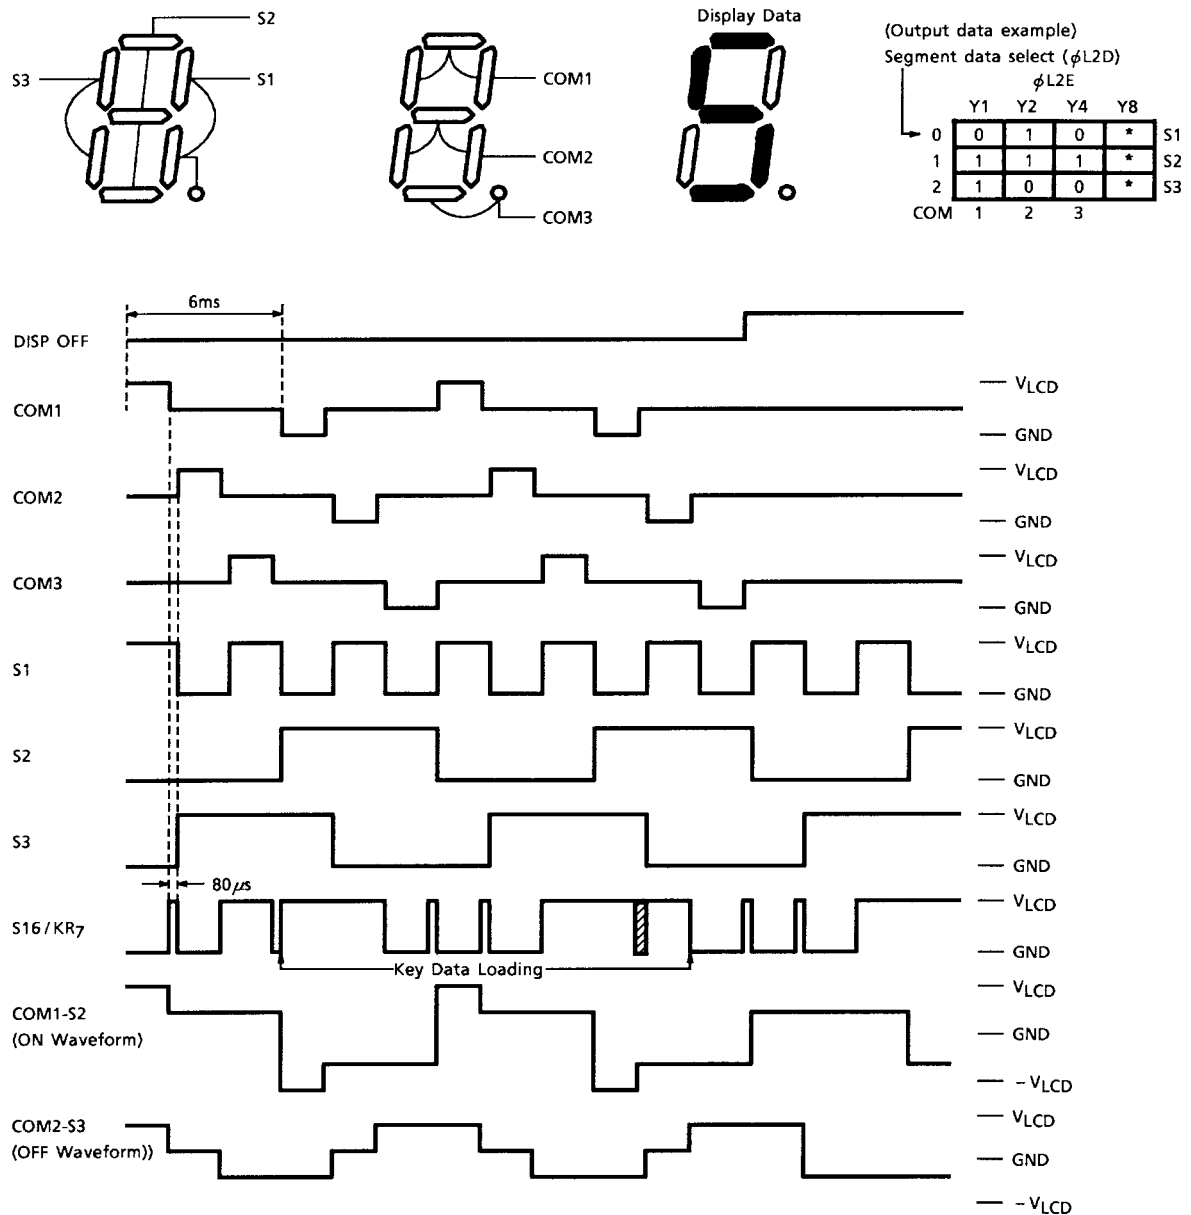 S2
S3
S1
COM1
COM2
COM3
Display Data
(Output data example)
Segment data select (ϕL2D)
ϕL2E
Y1 Y2 Y4 Y8
0 0 1 0 * S1
1 1 1 1 * S2
2 1 0 0 * S3
COM 1 2 3
6ms
DISP OFF
COM1
VLCD
GND
COM2
VLCD
GND
COM3
VLCD
GND
S1
VLCD
GND
S2
VLCD
GND
S3
VLCD
GND
80μs
S16/KR7
VLCD
GND
Key Data Loading
COM1-S2
(ON Waveform)
VLCD
GND
-VLCD
COM2-S3
(OFF Waveform))
VLCD
GND
-VLCD